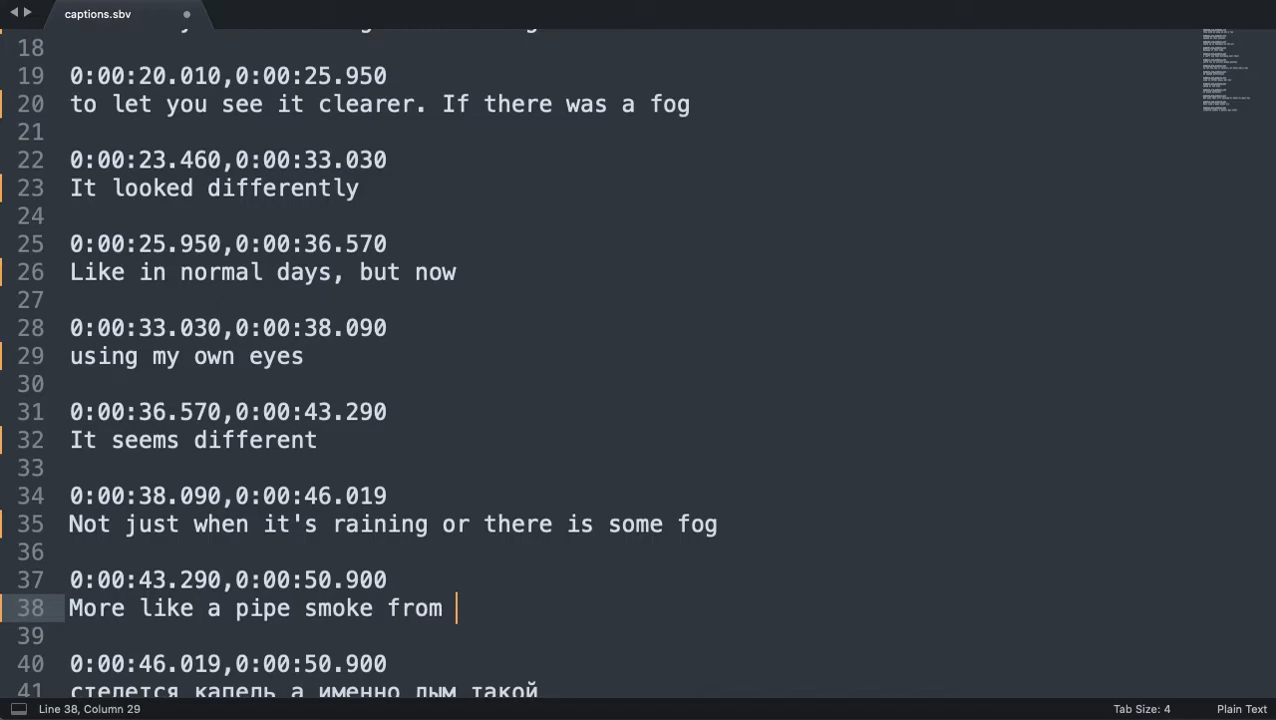 captions.sbv
18
19 0:00:20.010,0:00:25.950
20 to let you see it clearer. If there was a fog
21
22 0:00:23.460,0:00:33.030
23 It looked differently
24
25 0:00:25.950,0:00:36.570
26 Like in normal days, but now
27
28 0:00:33.030,0:00:38.090
29 using my own eyes
30
31 0:00:36.570,0:00:43.290
32 It seems different
33
34 0:00:38.090,0:00:46.019
35 Not just when it's raining or there is some fog
36
37 0:00:43.290,0:00:50.900
38 More like a pipe smoke from
39
40 0:00:46.019,0:00:50.900
41 стелется капель а именно дым такой
Line 38, Column 29 Tab Size: 4 Plain Text